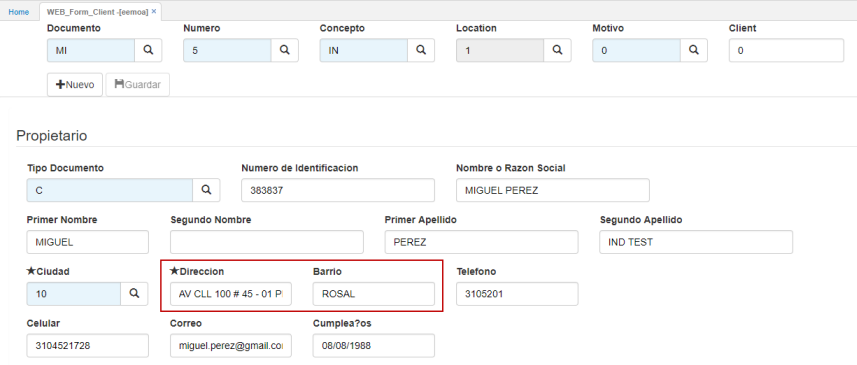 Home WEB_Form_Client -[eemoa] ×
Documento Numero Concepto Location Motivo Client
MI 5 IN 1 0 0
+Nuevo Guardar
Propietario
Tipo Documento Numero de Identificacion Nombre o Razon Social
C 383837 MIGUEL PEREZ
Primer Nombre Segundo Nombre Primer Apellido Segundo Apellido
MIGUEL PEREZ IND TEST
★Ciudad ★Direccion Barrio Telefono
10 AV CLL 100 # 45 - 01 P ROSAL 3105201
Celular Correo Cumplea?os
3104521728 miguel.perez@gmail.co 08/08/1988